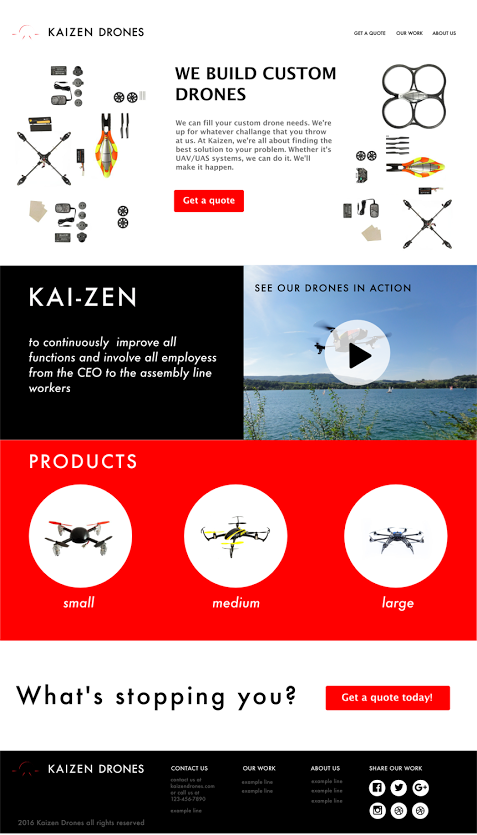 KAIZEN DRONES
GET A QUOTE OUR WORK ABOUT US
WE BUILD CUSTOM
DRONES
We can fill your custom drone needs. We're
up for whatever challange that you throw
at us. At Kaizen, we're all about finding the
best solution to your problem. Whether it's
UAV/UAS systems, we can do it. We'll
make it happen.
Get a quote
KAI-ZEN
to continuously improve all
functions and involve all employess
from the CEO to the assembly line
workers
SEE OUR DRONES IN ACTION
PRODUCTS
small
medium
large
What's stopping you?
Get a quote today!
KAIZEN DRONES
CONTACT US
contact us at
kaizendrones.com
or call us at
123-456-7890
example line
OUR WORK
example line
example line
ABOUT US
example line
example line
example line
SHARE OUR WORK
2016 Kaizen Drones all rights reserved